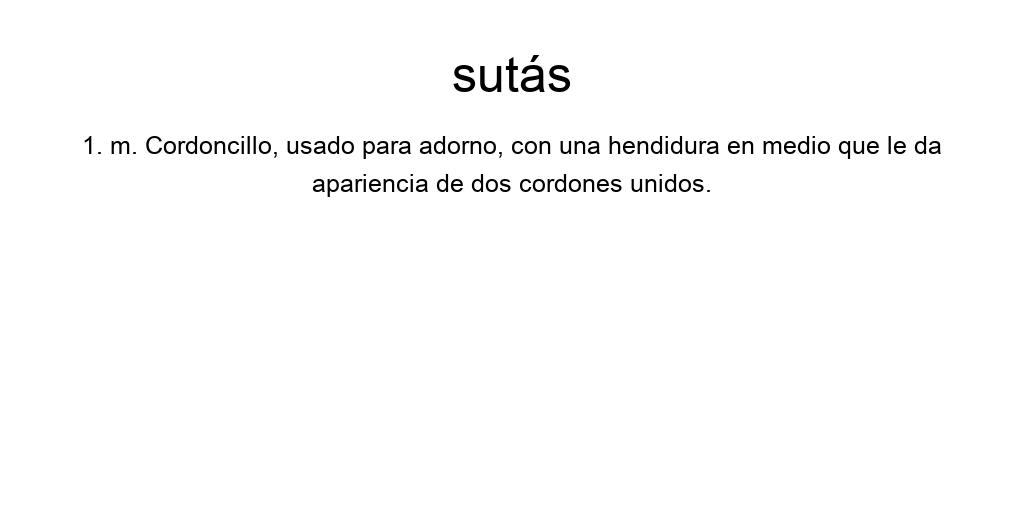 sutás
1. m. Cordoncillo, usado para adorno, con una hendidura en medio que le da
apariencia de dos cordones unidos.